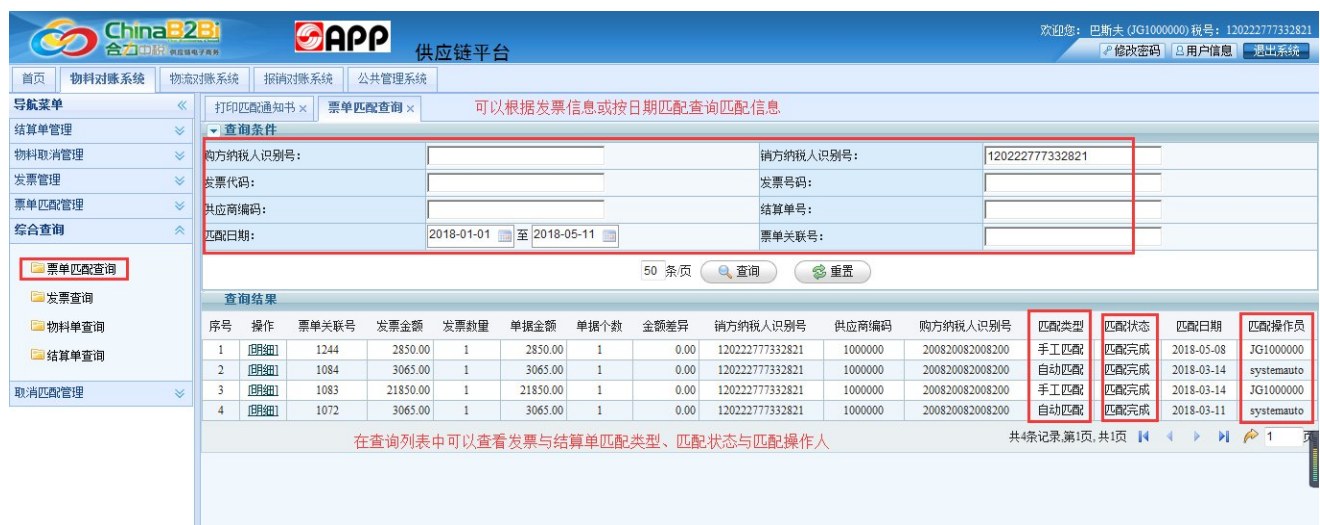 ChinaB2Bi
合力中税 供应链电子商务
APP 供应链平台
欢迎您: 巴斯夫 (JG1000000) 税号: 120222777332821
修改密码 用户信息 退出系统
首页 物料对账系统 物流对账系统 报销对账系统 公共管理系统
导航菜单
结算单管理
物料取消管理
发票管理
票单匹配管理
综合查询
票单匹配查询
发票查询
物料单查询
结算单查询
取消匹配管理
打印匹配通知书 × 票单匹配查询 × 可以根据发票信息或按日期匹配查询匹配信息
查询条件
购方纳税人识别号: 销方纳税人识别号: 120222777332821
发票代码: 发票号码:
供应商编码: 结算单号:
匹配日期: 2018-01-01 至 2018-05-11 票单关联号:
50 条/页 查询 重置
查询结果
序号 操作 票单关联号 发票金额 发票数量 单据金额 单据个数 金额差异 销方纳税人识别号 供应商编码 购方纳税人识别号 匹配类型 匹配状态 匹配日期 匹配操作员
1 [明细] 1244 2850.00 1 2850.00 1 0.00 120222777332821 1000000 200820082008200 手工匹配 匹配完成 2018-05-08 JG1000000
2 [明细] 1084 3065.00 1 3065.00 1 0.00 120222777332821 1000000 200820082008200 自动匹配 匹配完成 2018-03-14 systemauto
3 [明细] 1083 21850.00 1 21850.00 1 0.00 120222777332821 1000000 200820082008200 手工匹配 匹配完成 2018-03-14 JG1000000
4 [明细] 1072 3065.00 1 3065.00 1 0.00 120222777332821 1000000 200820082008200 自动匹配 匹配完成 2018-03-11 systemauto
在查询列表中可以查看发票与结算单匹配类型、匹配状态与匹配操作人
共4条记录,第1页,共1页 1 页